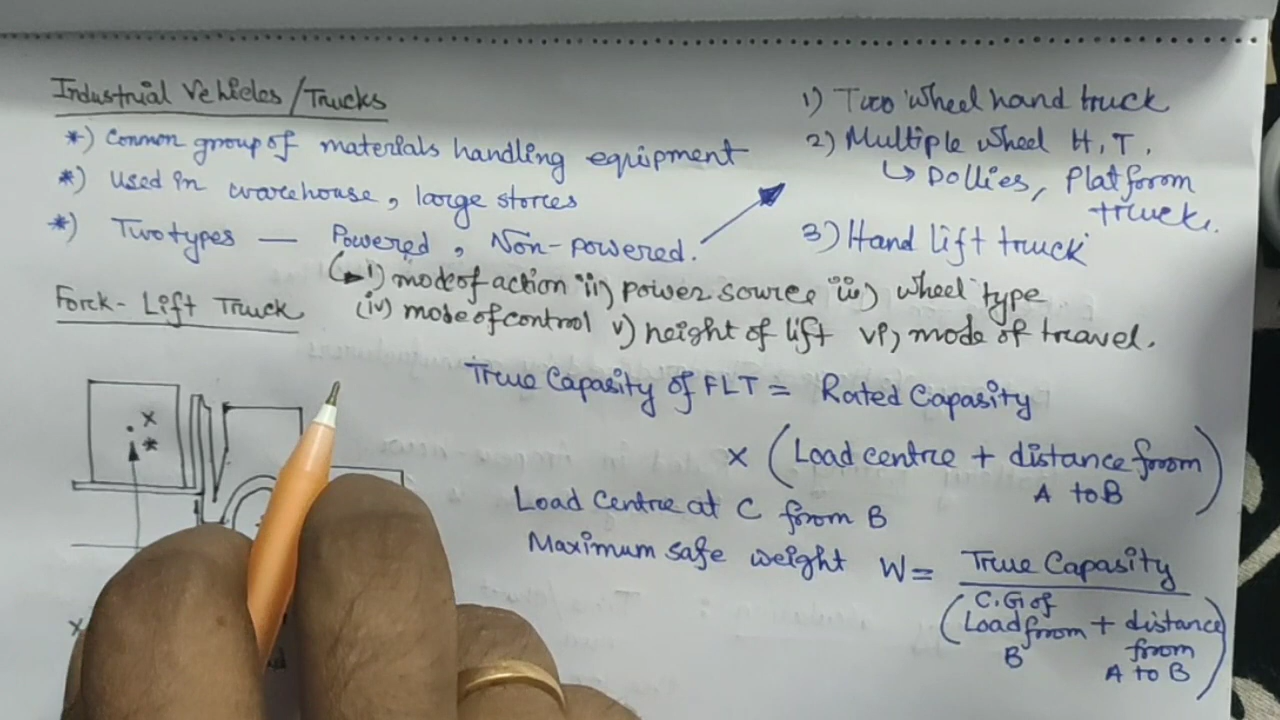 Industrial Vehicles/Trucks
*) Common group of materials handling equipment
*) Used in warehouse, large stores
*) Two types — Powered, Non-powered.
1) Two wheel hand truck
2) Multiple wheel H.T.
↳ Dollies, Platform
truck.
3) Hand lift truck
(→i) mode of action ii) power source iii) wheel type
(iv) mode of control v) height of lift vi) mode of travel.
Fork-Lift Truck
True Capasity of FLT = Rated Capasity
x (Load centre + distance from
A to B)
Load Centre at C from B
Maximum safe weight W = True Capasity
(C.G of
Load from + distance
B from
A to B)
x
*
x